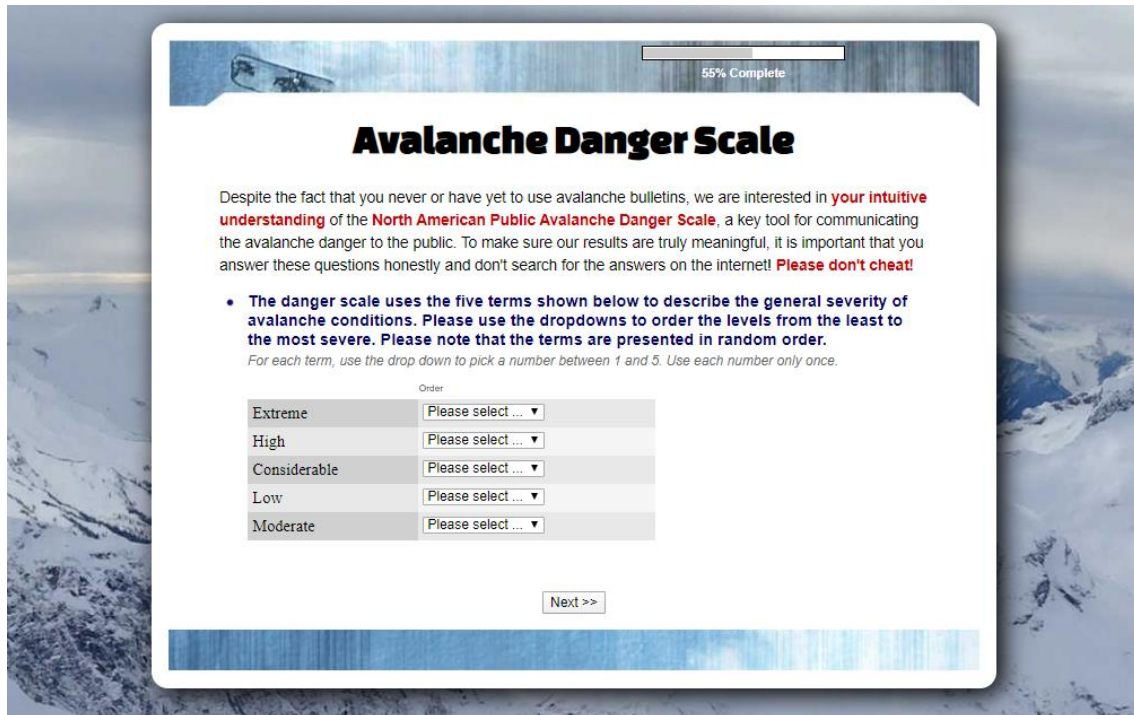 55% Complete
Avalanche Danger Scale
Despite the fact that you never or have yet to use avalanche bulletins, we are interested in your intuitive
understanding of the North American Public Avalanche Danger Scale, a key tool for communicating
the avalanche danger to the public. To make sure our results are truly meaningful, it is important that you
answer these questions honestly and don't search for the answers on the internet! Please don't cheat!
• The danger scale uses the five terms shown below to describe the general severity of
avalanche conditions. Please use the dropdowns to order the levels from the least to
the most severe. Please note that the terms are presented in random order.
For each term, use the drop down to pick a number between 1 and 5. Use each number only once.
Order
Extreme Please select ... ▼
High Please select ... ▼
Considerable Please select ... ▼
Low Please select ... ▼
Moderate Please select ... ▼
Next >>